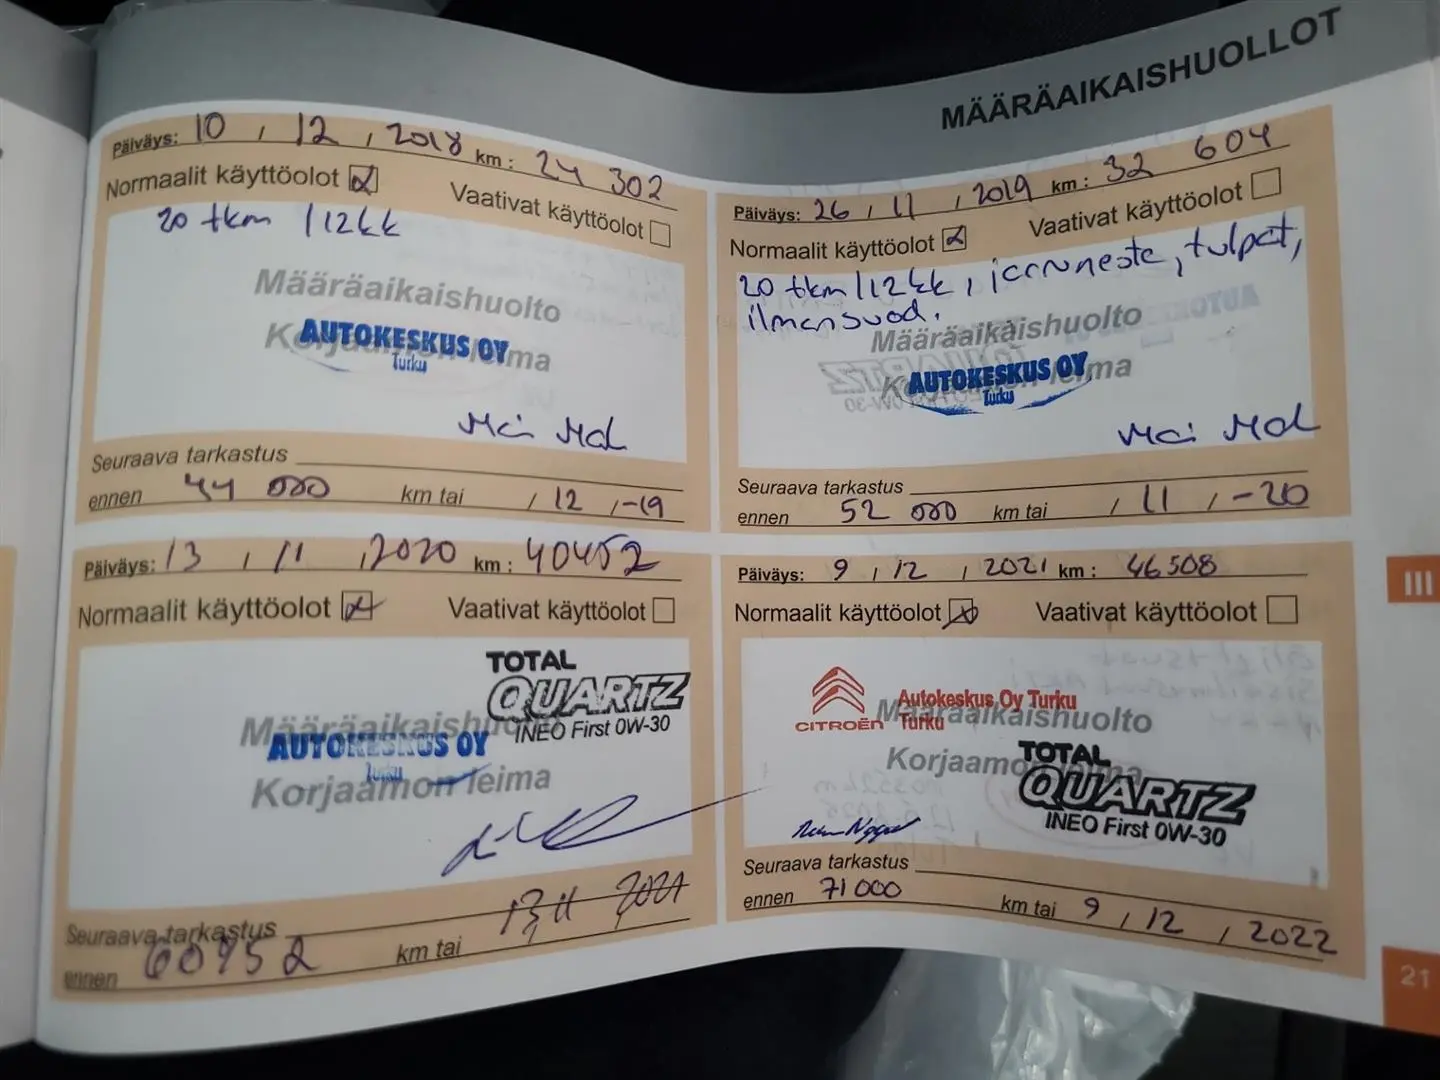 MÄÄRÄAIKAISHUOLLOT
Päiväys: 10 / 12 / 2018 km: 24 302
Normaalit käyttöolot Vaativat käyttöolot
20 tkm / 12kk
Määräaikaishuolto
Korjaamon leima
AUTOKESKUS OY
Turku
Seuraava tarkastus
ennen 44 000 km tai / 12 / -19
Päiväys: 26 / 11 / 2019 km: 32 604
Normaalit käyttöolot Vaativat käyttöolot
20 tkm / 12kk, jarruneste, tulpat,
ilmansuod.
Määräaikaishuolto
Korjaamon leima
AUTOKESKUS OY
Turku
Seuraava tarkastus
ennen 52 000 km tai / 11 / -20
Päiväys: 13 / 11 / 2020 km: 40452
Normaalit käyttöolot Vaativat käyttöolot
TOTAL
QUARTZ
INEO First 0W-30
Määräaikaishuolto
AUTOKESKUS OY
Turku
Korjaamon leima
Seuraava tarkastus 13 11 2021
ennen 60952 km tai
Päiväys: 9 / 12 / 2021 km: 46508
Normaalit käyttöolot Vaativat käyttöolot
CITROËN
Autokeskus Oy Turku
Turku
Määräaikaishuolto
Korjaamon leima
TOTAL
QUARTZ
INEO First 0W-30
Seuraava tarkastus
ennen 71 000 km tai 9 / 12 / 2022
III
21